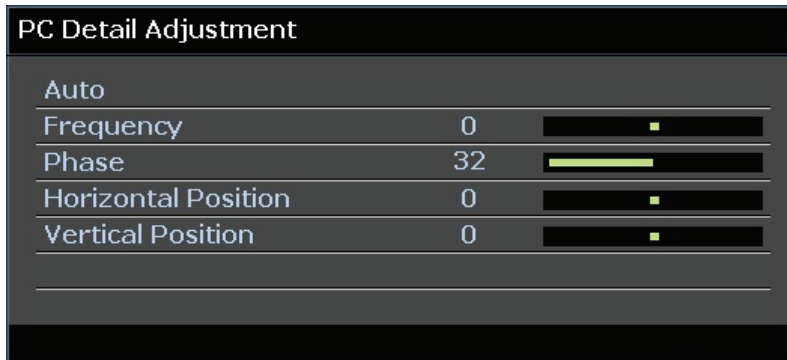 PC Detail Adjustment
Auto
Frequency 0
Phase 32
Horizontal Position 0
Vertical Position 0